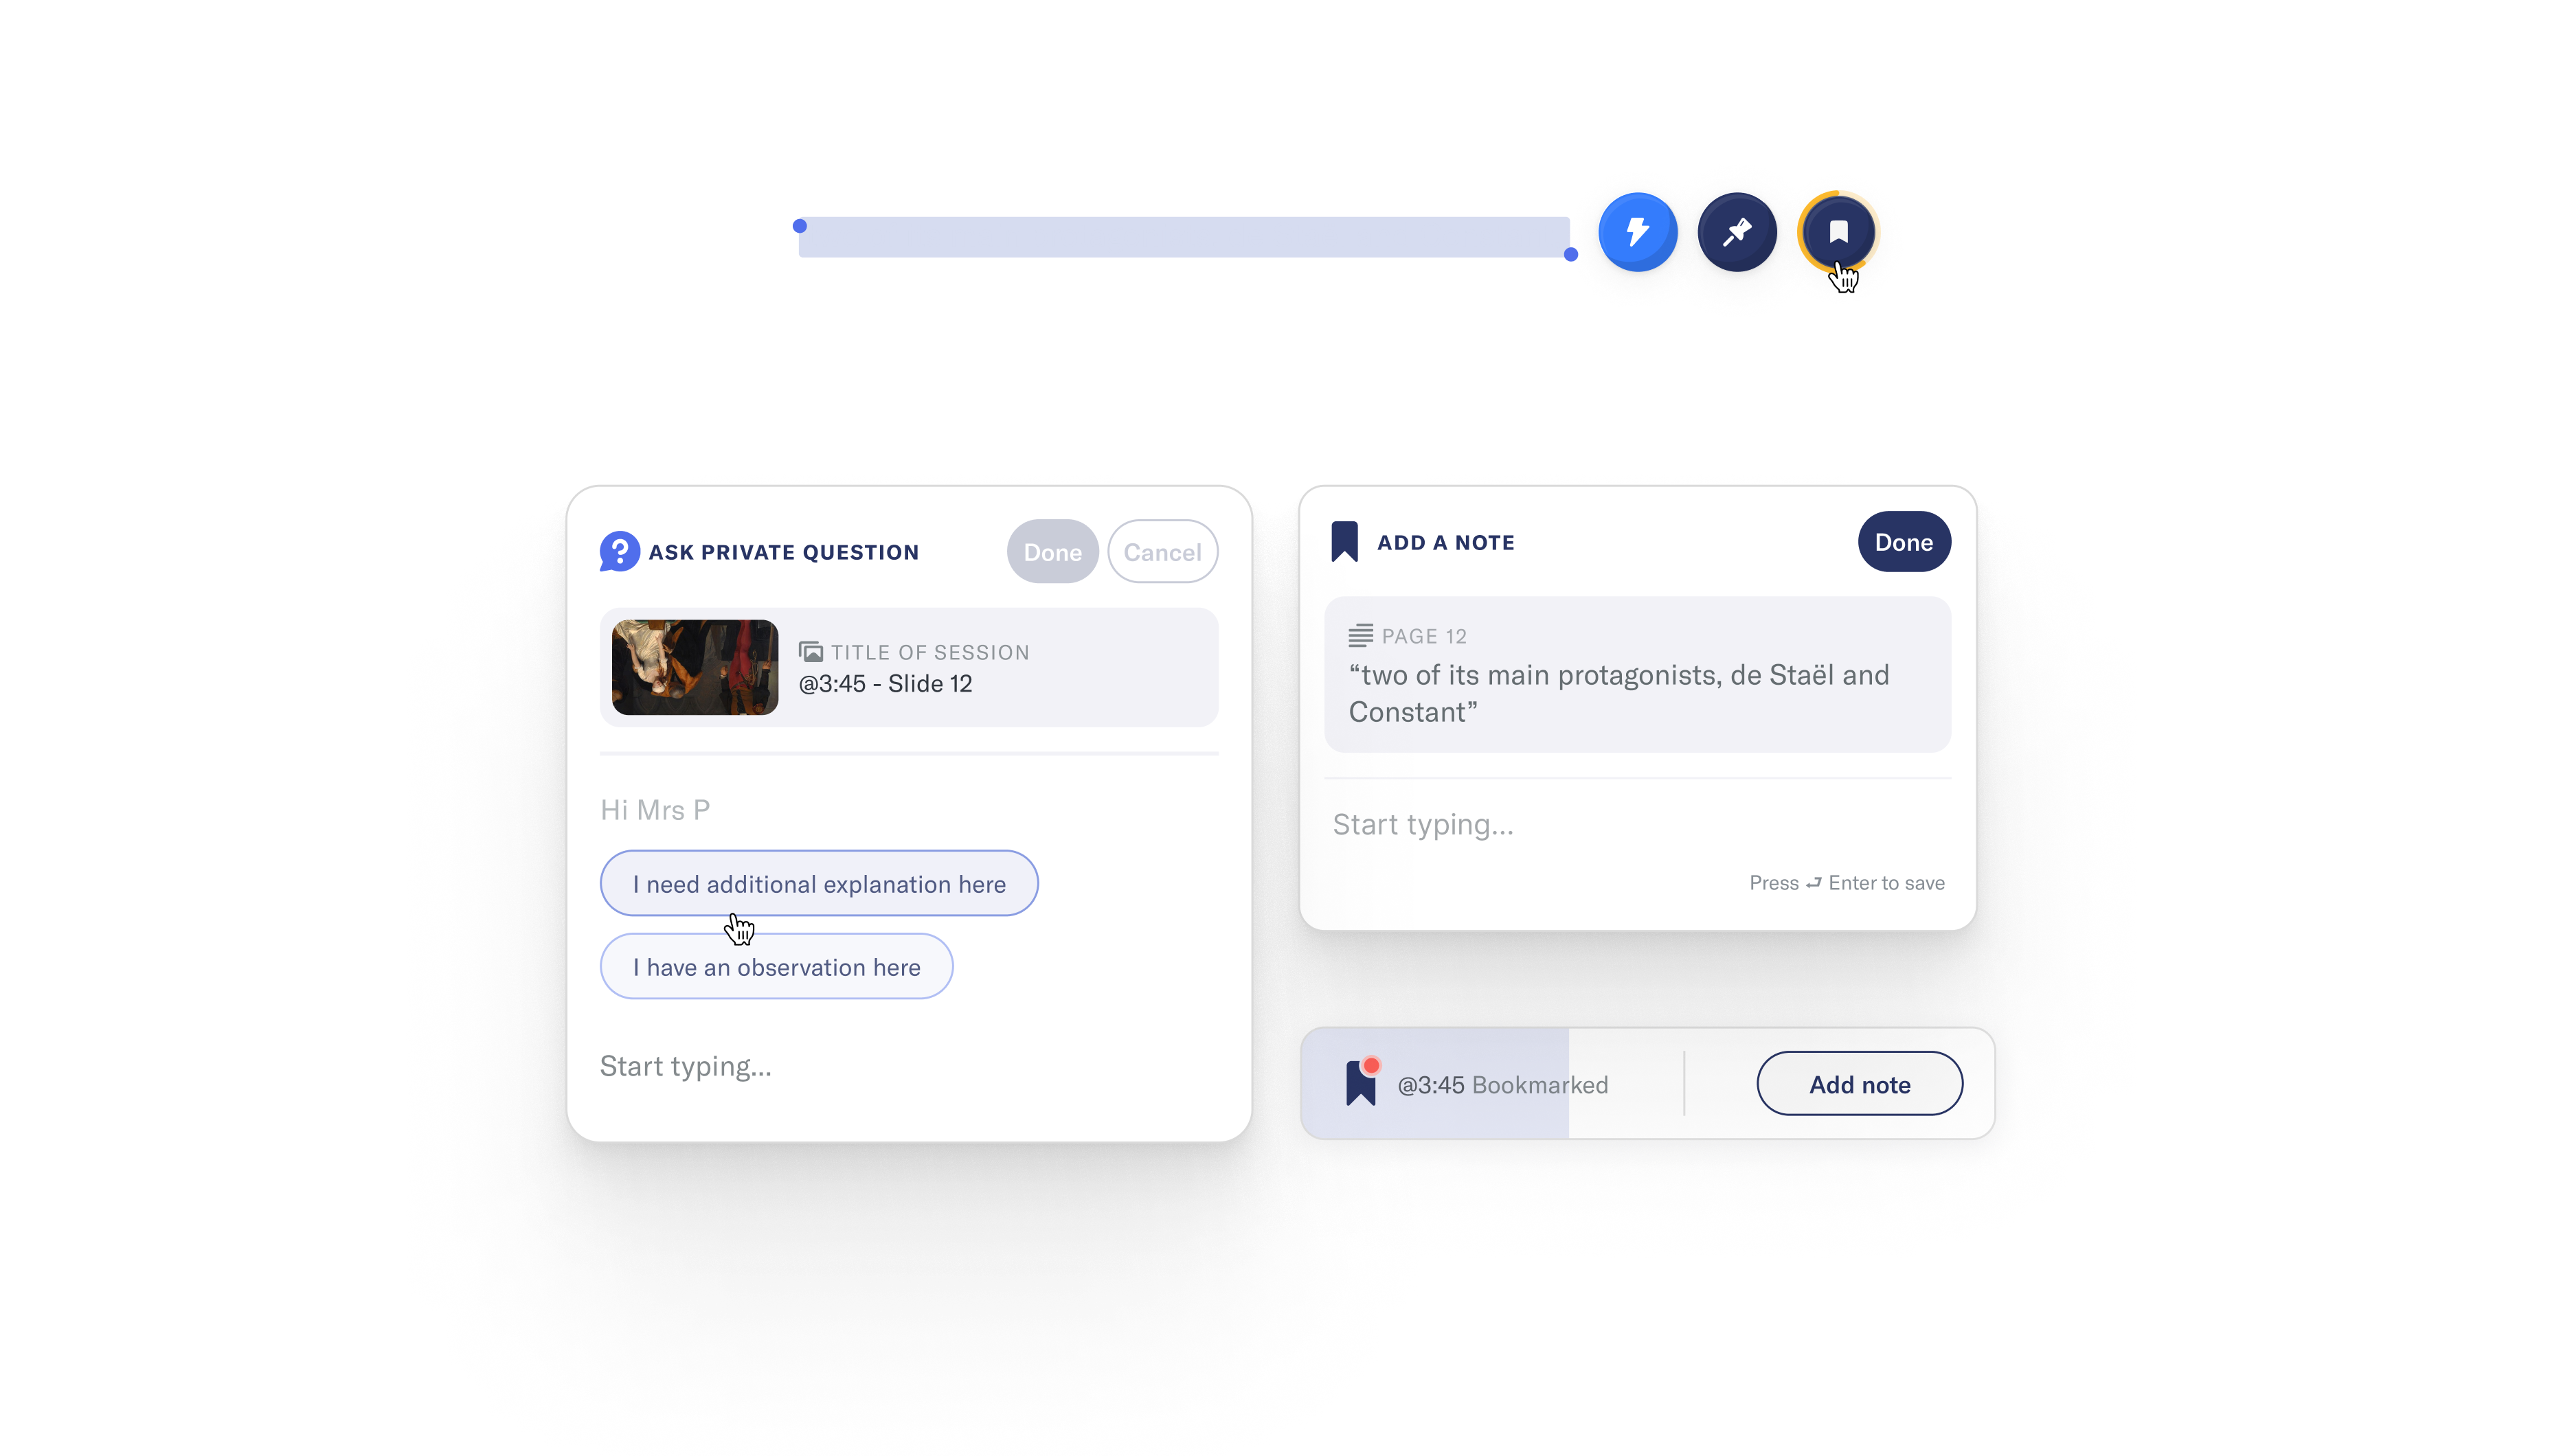 ASK PRIVATE QUESTION
Done
Cancel
TITLE OF SESSION
@3:45 - Slide 12
Hi Mrs P
I need additional explanation here
I have an observation here
Start typing...
ADD A NOTE
Done
PAGE 12
“two of its main protagonists, de Staël and
Constant”
Start typing...
Press ⮐ Enter to save
@3:45 Bookmarked
Add note